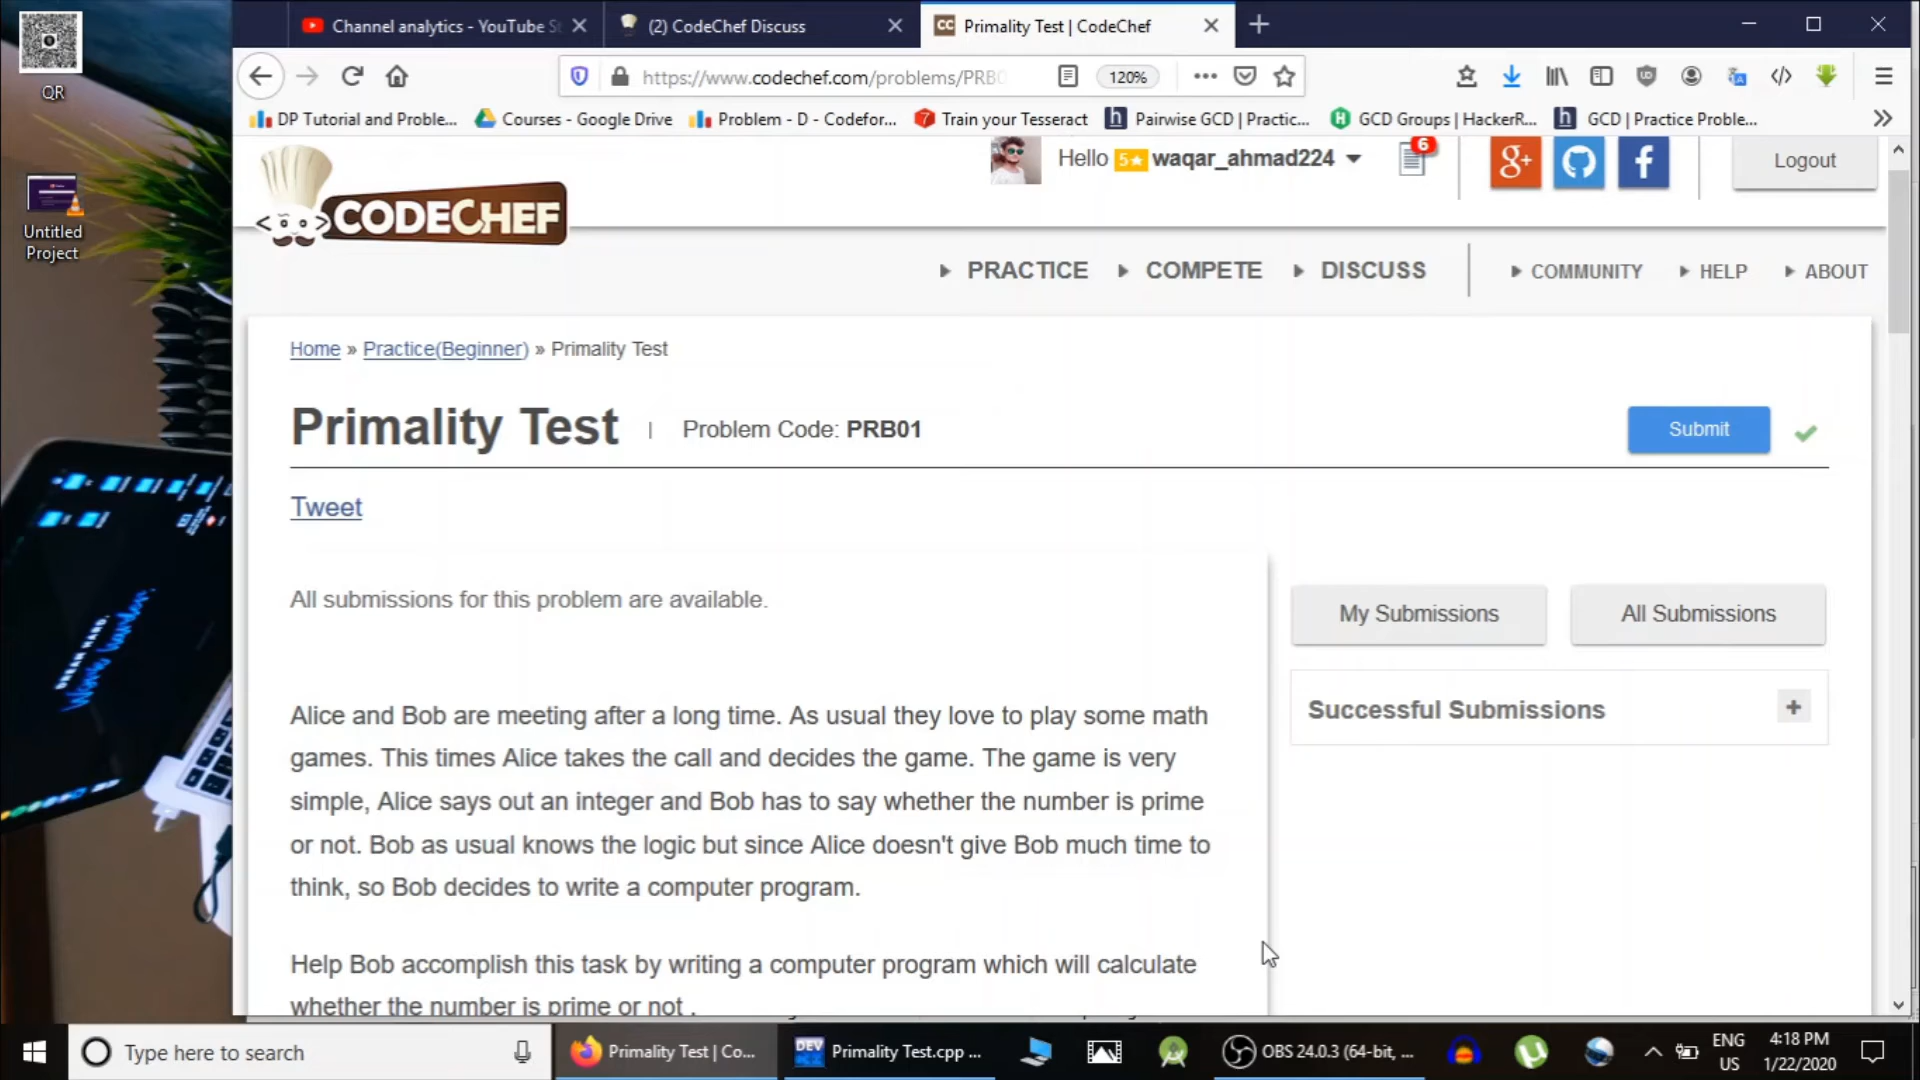 QR
Untitled
Project
Channel analytics - YouTube St
(2) CodeChef Discuss
Primality Test | CodeChef
https://www.codechef.com/problems/PRB0
120%
DP Tutorial and Proble...
Courses - Google Drive
Problem - D - Codefor...
Train your Tesseract
Pairwise GCD | Practic...
GCD Groups | HackerR...
GCD | Practice Proble...
CODECHEF
Hello 5★ waqar_ahmad224
6
Logout
PRACTICE
COMPETE
DISCUSS
COMMUNITY
HELP
ABOUT
Home » Practice(Beginner) » Primality Test
Primality Test | Problem Code: PRB01
Submit
Tweet
All submissions for this problem are available.
My Submissions
All Submissions
Successful Submissions
Alice and Bob are meeting after a long time. As usual they love to play some math
games. This times Alice takes the call and decides the game. The game is very
simple, Alice says out an integer and Bob has to say whether the number is prime
or not. Bob as usual knows the logic but since Alice doesn't give Bob much time to
think, so Bob decides to write a computer program.
Help Bob accomplish this task by writing a computer program which will calculate
whether the number is prime or not .
DREAM HARD.
Type here to search
Primality Test | Co...
DEV
Primality Test.cpp ...
OBS 24.0.3 (64-bit, ...
ENG
US
4:18 PM
1/22/2020